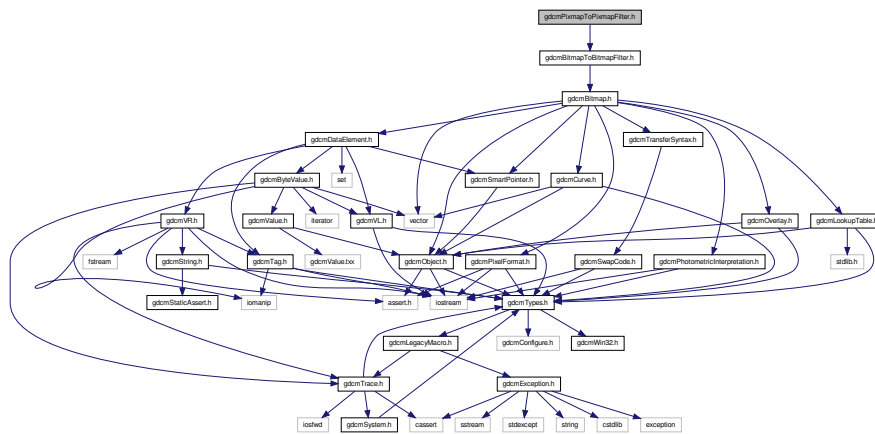 gdcmPixmapToPixmapFilter.h
gdcmBitmapToBitmapFilter.h
gdcmBitmap.h
gdcmDataElement.h
gdcmTransferSyntax.h
gdcmByteValue.h
set
gdcmSmartPointer.h
gdcmCurve.h
gdcmVR.h
gdcmValue.h
iterator
gdcmVL.h
vector
gdcmOverlay.h
gdcmLookupTable.h
fstream
gdcmString.h
gdcmTag.h
gdcmValue.txx
gdcmObject.h
gdcmPixelFormat.h
gdcmSwapCode.h
gdcmPhotometricInterpretation.h
stdlib.h
gdcmStaticAssert.h
iomanip
assert.h
iostream
gdcmTypes.h
gdcmLegacyMacro.h
gdcmConfigure.h
gdcmWin32.h
gdcmTrace.h
gdcmException.h
iosfwd
gdcmSystem.h
cassert
sstream
stdexcept
string
cstdlib
exception